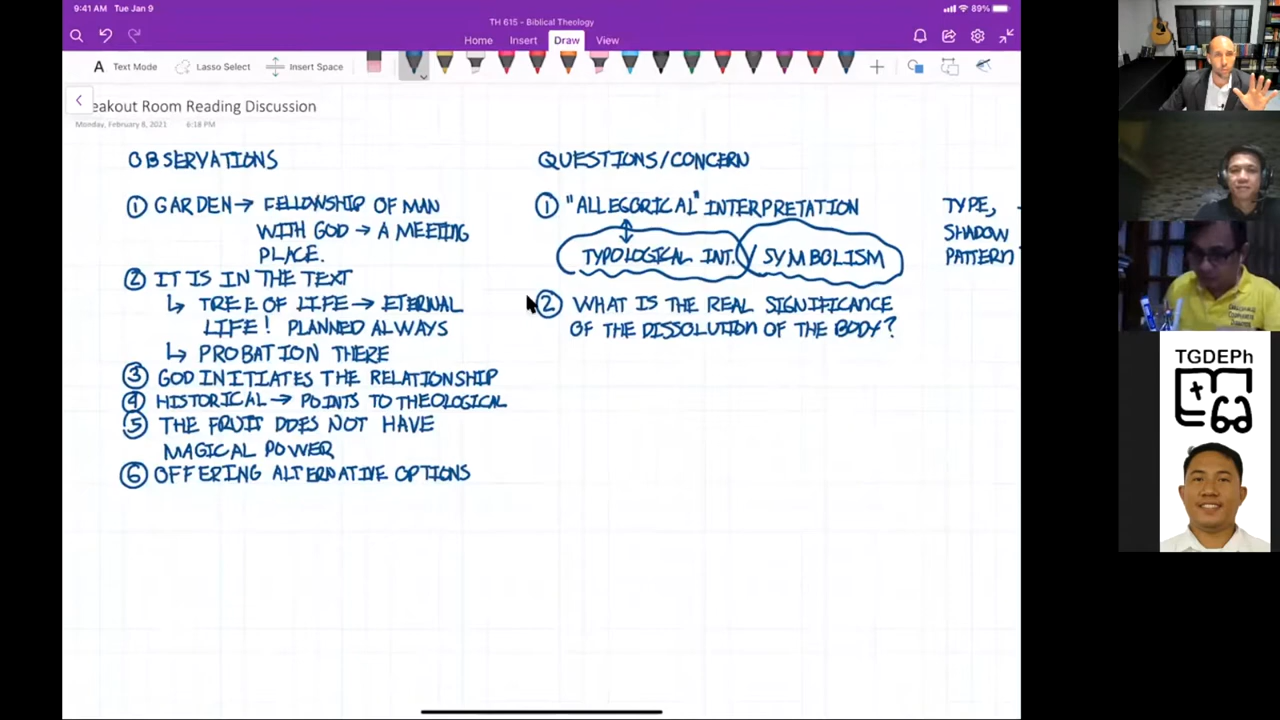 9:41 AM Tue Jan 9
89%
TH 615 - Biblical Theology
Home Insert Draw View
Text Mode Lasso Select Insert Space
eakout Room Reading Discussion
Monday, February 8, 2021 6:18 PM
OBSERVATIONS
① GARDEN → FELLOWSHIP OF MAN
WITH GOD → A MEETING
PLACE.
② IT IS IN THE TEXT
↳ TREE OF LIFE → ETERNAL
LIFE! PLANNED ALWAYS
↳ PROBATION THERE
③ GOD INITIATES THE RELATIONSHIP
④ HISTORICAL → POINTS TO THEOLOGICAL
⑤ THE FRUIT DOES NOT HAVE
MAGICAL POWER
⑥ OFFERING ALTERNATIVE OPTIONS
QUESTIONS/CONCERN
① "ALLEGORICAL" INTERPRETATION
TYPOLOGICAL INT. / SYMBOLISM
② WHAT IS THE REAL SIGNIFICANCE
OF THE DISSOLUTION OF THE BODY?
TYPE,
SHADOW
PATTERN
TGDEPh